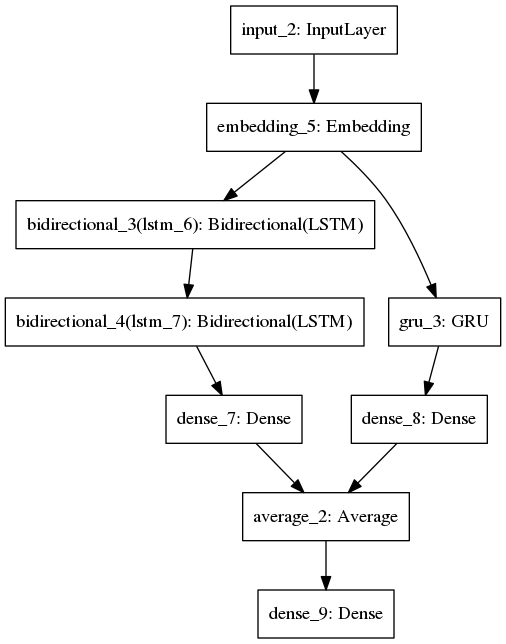 input_2: InputLayer
embedding_5: Embedding
bidirectional_3(lstm_6): Bidirectional(LSTM)
bidirectional_4(lstm_7): Bidirectional(LSTM)
gru_3: GRU
dense_7: Dense
dense_8: Dense
average_2: Average
dense_9: Dense